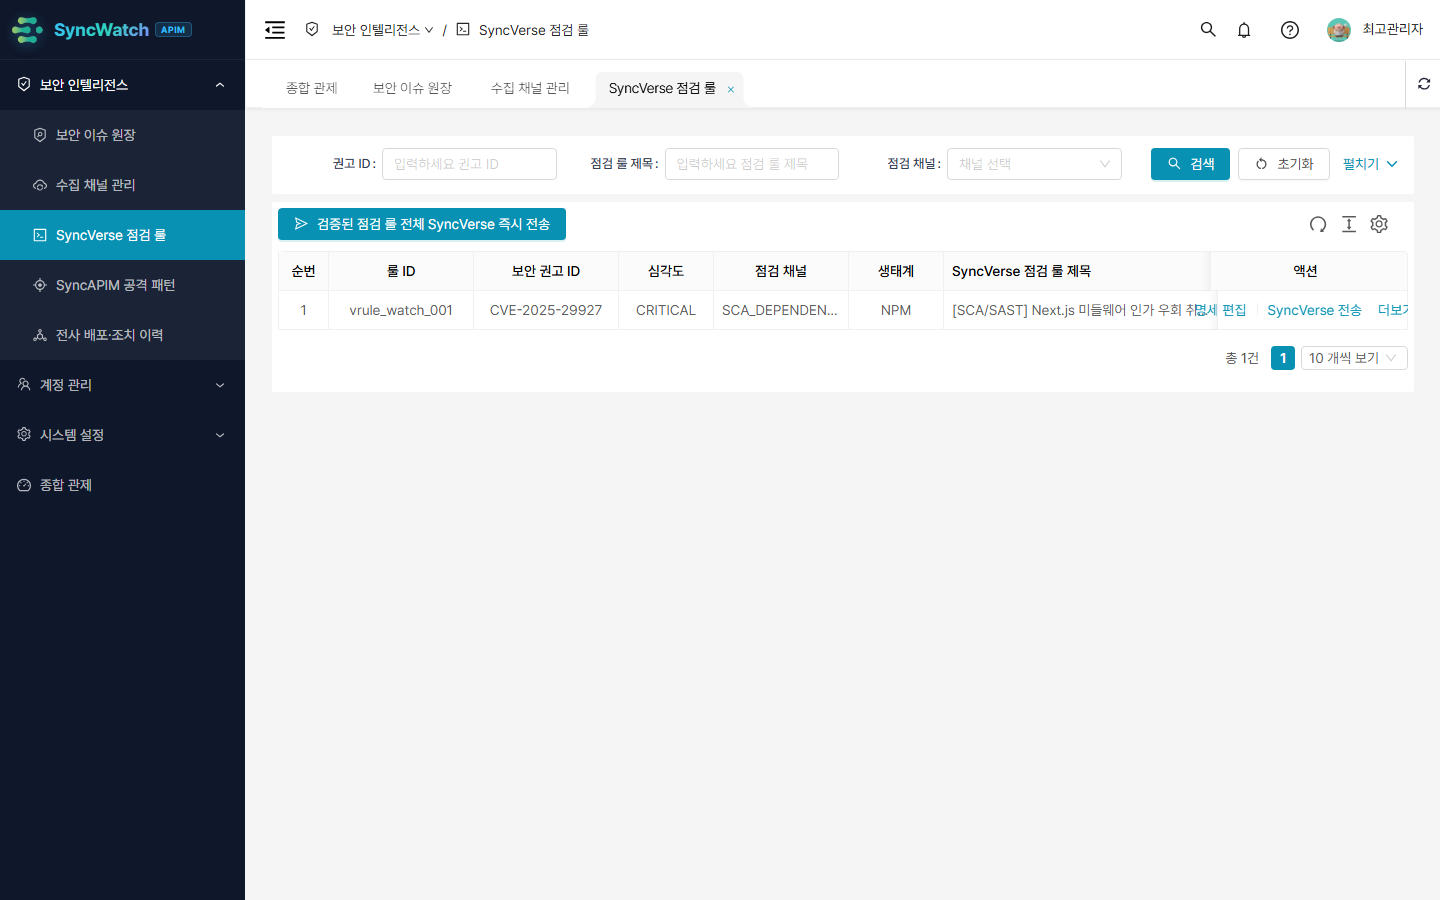 SyncWatch APIM
보안 인텔리전스
보안 이슈 원장
수집 채널 관리
SyncVerse 점검 룰
SyncAPIM 공격 패턴
전사 배포·조치 이력
계정 관리
시스템 설정
종합 관제
보안 인텔리전스 / SyncVerse 점검 룰
최고관리자
종합 관제 보안 이슈 원장 수집 채널 관리 SyncVerse 점검 룰 ×
권고 ID : 입력하세요 권고 ID 점검 룰 제목 : 입력하세요 점검 룰 제목 점검 채널 : 채널 선택 검색 초기화 펼치기
검증된 점검 룰 전체 SyncVerse 즉시 전송
순번 룰 ID 보안 권고 ID 심각도 점검 채널 생태계 SyncVerse 점검 룰 제목 액션
1 vrule_watch_001 CVE-2025-29927 CRITICAL SCA_DEPENDEN... NPM [SCA/SAST] Next.js 미들웨어 인가 우회 편집 SyncVerse 전송 더보기
총 1건 1 10 개씩 보기